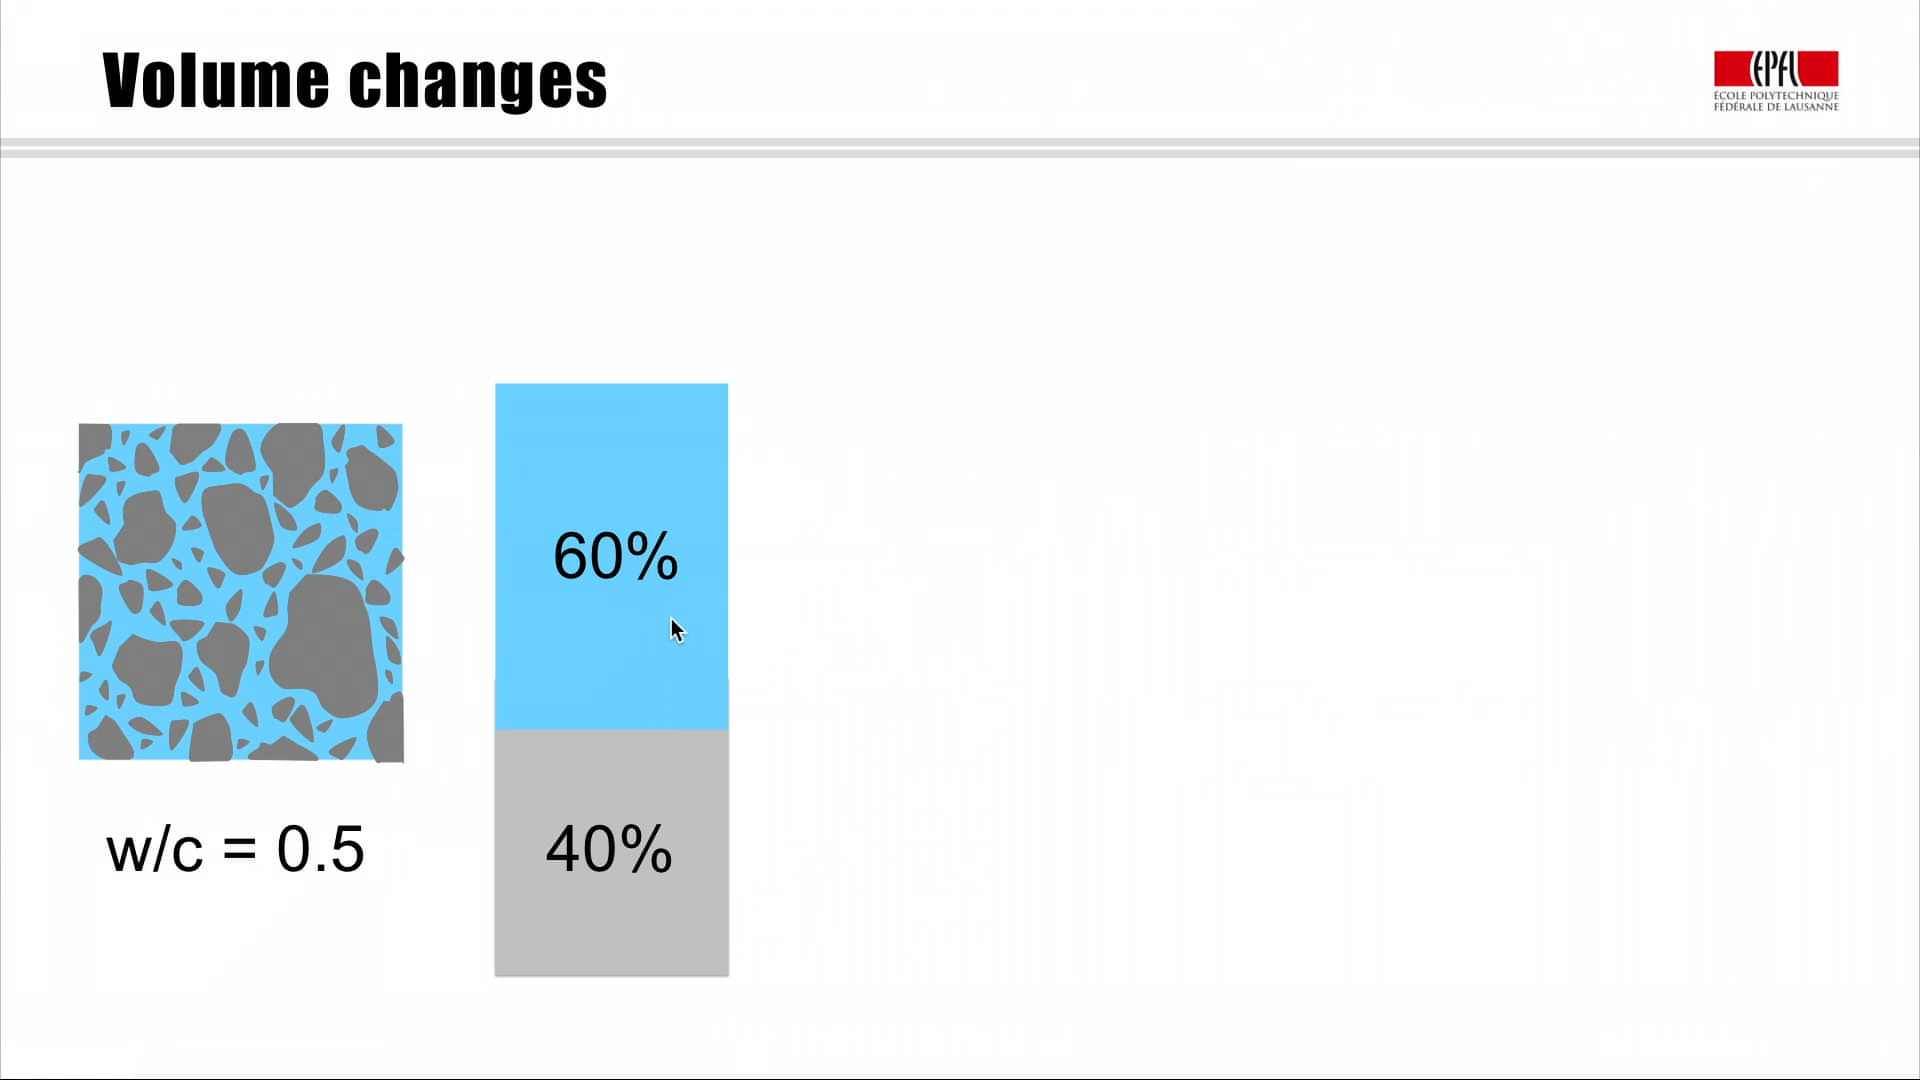 Volume changes
EPFL
ÉCOLE POLYTECHNIQUE
FÉDÉRALE DE LAUSANNE
60%
w/c = 0.5
40%